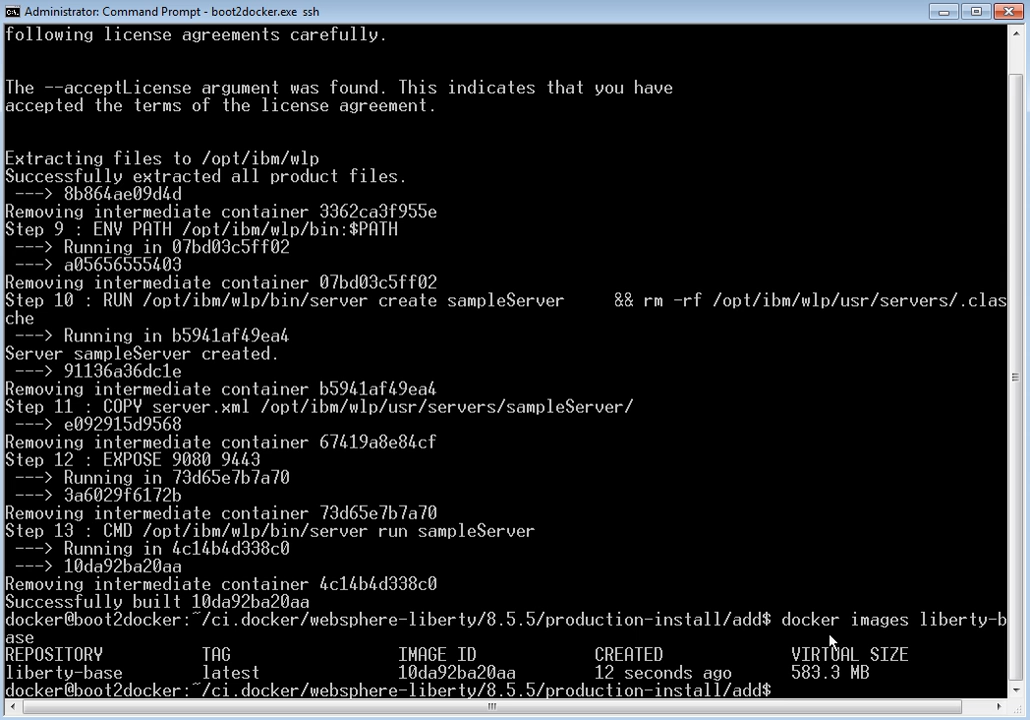 Administrator: Command Prompt - boot2docker.exe ssh
following license agreements carefully.
The --acceptLicense argument was found. This indicates that you have
accepted the terms of the license agreement.
Extracting files to /opt/ibm/wlp
Successfully extracted all product files.
---> 8b864ae09d4d
Removing intermediate container 3362ca3f955e
Step 9 : ENV PATH /opt/ibm/wlp/bin:$PATH
---> Running in 07bd03c5ff02
---> a05656555403
Removing intermediate container 07bd03c5ff02
Step 10 : RUN /opt/ibm/wlp/bin/server create sampleServer     && rm -rf /opt/ibm/wlp/usr/servers/.clas
che
---> Running in b5941af49ea4
Server sampleServer created.
---> 91136a36dc1e
Removing intermediate container b5941af49ea4
Step 11 : COPY server.xml /opt/ibm/wlp/usr/servers/sampleServer/
---> e092915d9568
Removing intermediate container 67419a8e84cf
Step 12 : EXPOSE 9080 9443
---> Running in 73d65e7b7a70
---> 3a6029f6172b
Removing intermediate container 73d65e7b7a70
Step 13 : CMD /opt/ibm/wlp/bin/server run sampleServer
---> Running in 4c14b4d338c0
---> 10da92ba20aa
Removing intermediate container 4c14b4d338c0
Successfully built 10da92ba20aa
docker@boot2docker:~/ci.docker/websphere-liberty/8.5.5/production-install/add$ docker images liberty-b
ase
REPOSITORY          TAG                 IMAGE ID            CREATED             VIRTUAL SIZE
liberty-base        latest              10da92ba20aa        12 seconds ago      583.3 MB
docker@boot2docker:~/ci.docker/websphere-liberty/8.5.5/production-install/add$